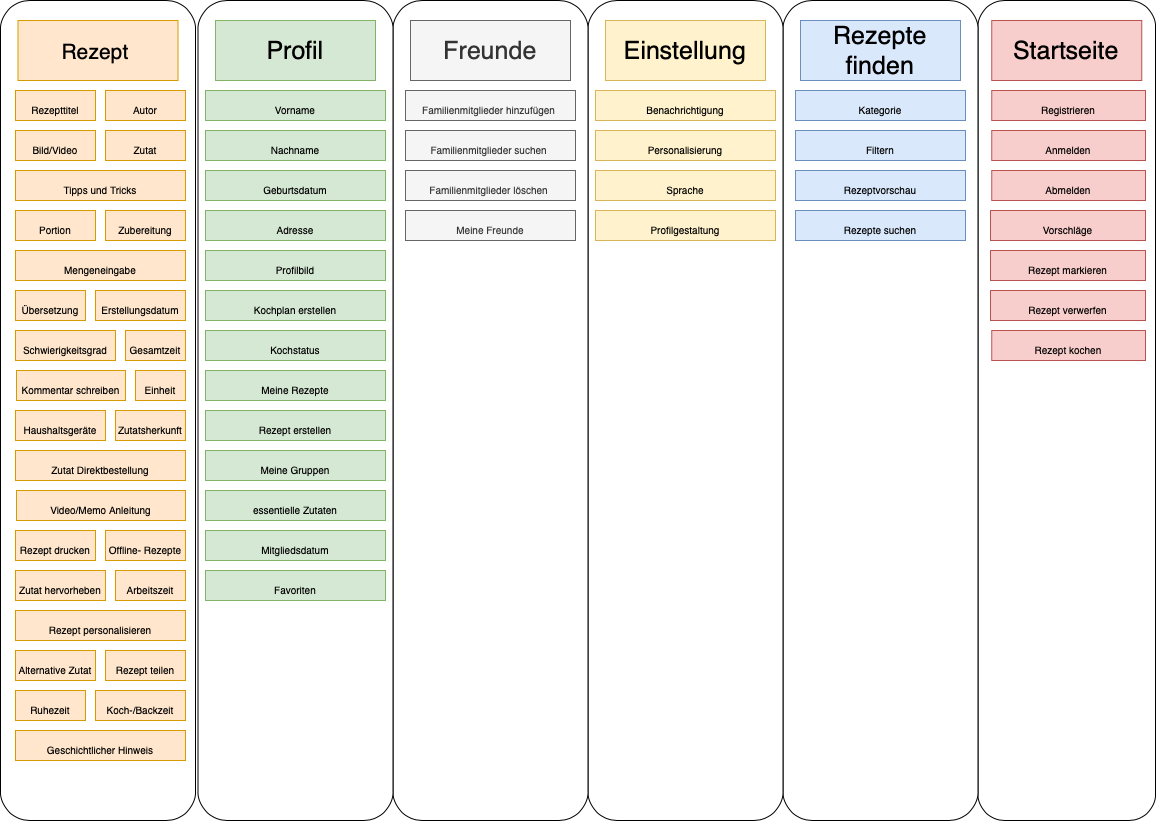 Rezept
Rezepttitel
Autor
Bild/Video
Zutat
Tipps und Tricks
Portion
Zubereitung
Mengeneingabe
Übersetzung
Erstellungsdatum
Schwierigkeitsgrad
Gesamtzeit
Kommentar schreiben
Einheit
Haushaltsgeräte
Zutatsherkunft
Zutat Direktbestellung
Video/Memo Anleitung
Rezept drucken
Offline- Rezepte
Zutat hervorheben
Arbeitszeit
Rezept personalisieren
Alternative Zutat
Rezept teilen
Ruhezeit
Koch-/Backzeit
Geschichtlicher Hinweis
Profil
Vorname
Nachname
Geburtsdatum
Adresse
Profilbild
Kochplan erstellen
Kochstatus
Meine Rezepte
Rezept erstellen
Meine Gruppen
essentielle Zutaten
Mitgliedsdatum
Favoriten
Freunde
Familienmitglieder hinzufügen
Familienmitglieder suchen
Familienmitglieder löschen
Meine Freunde
Einstellung
Benachrichtigung
Personalisierung
Sprache
Profilgestaltung
Rezepte
finden
Kategorie
Filtern
Rezeptvorschau
Rezepte suchen
Startseite
Registrieren
Anmelden
Abmelden
Vorschläge
Rezept markieren
Rezept verwerfen
Rezept kochen